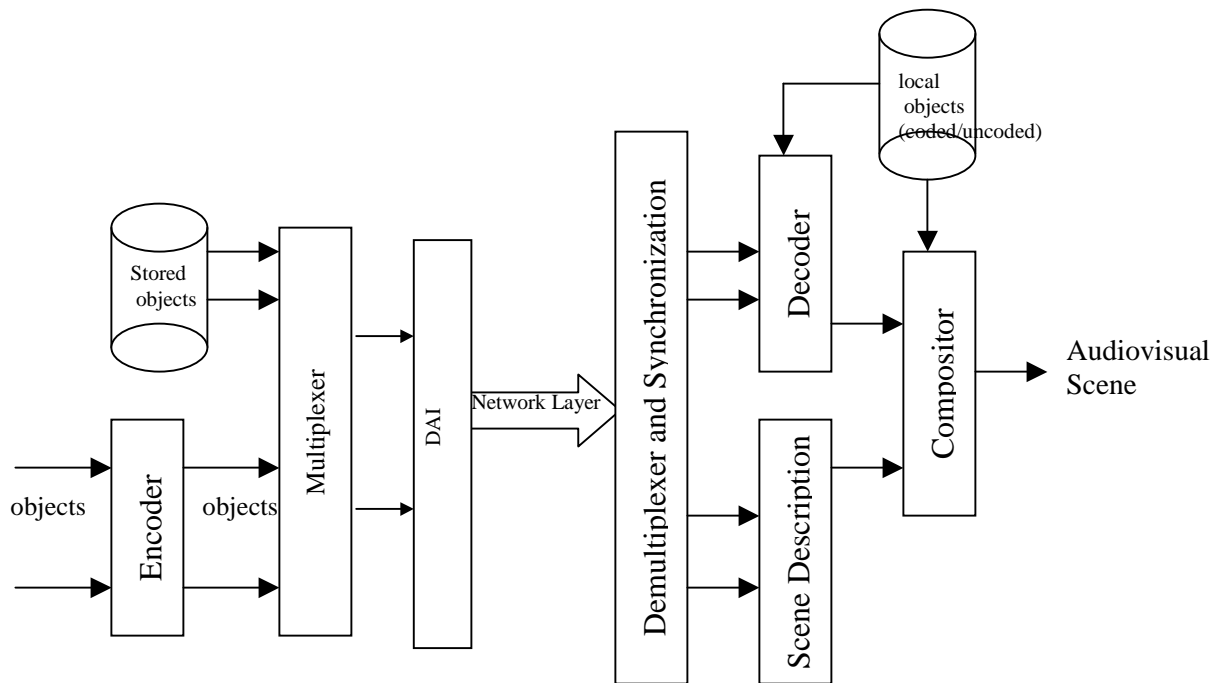 local
objects
(coded/uncoded)
Stored
objects
objects
Encoder
objects
Multiplexer
DAI
Network Layer
Demultiplexer and Synchronization
Decoder
Scene Description
Compositor
Audiovisual
Scene